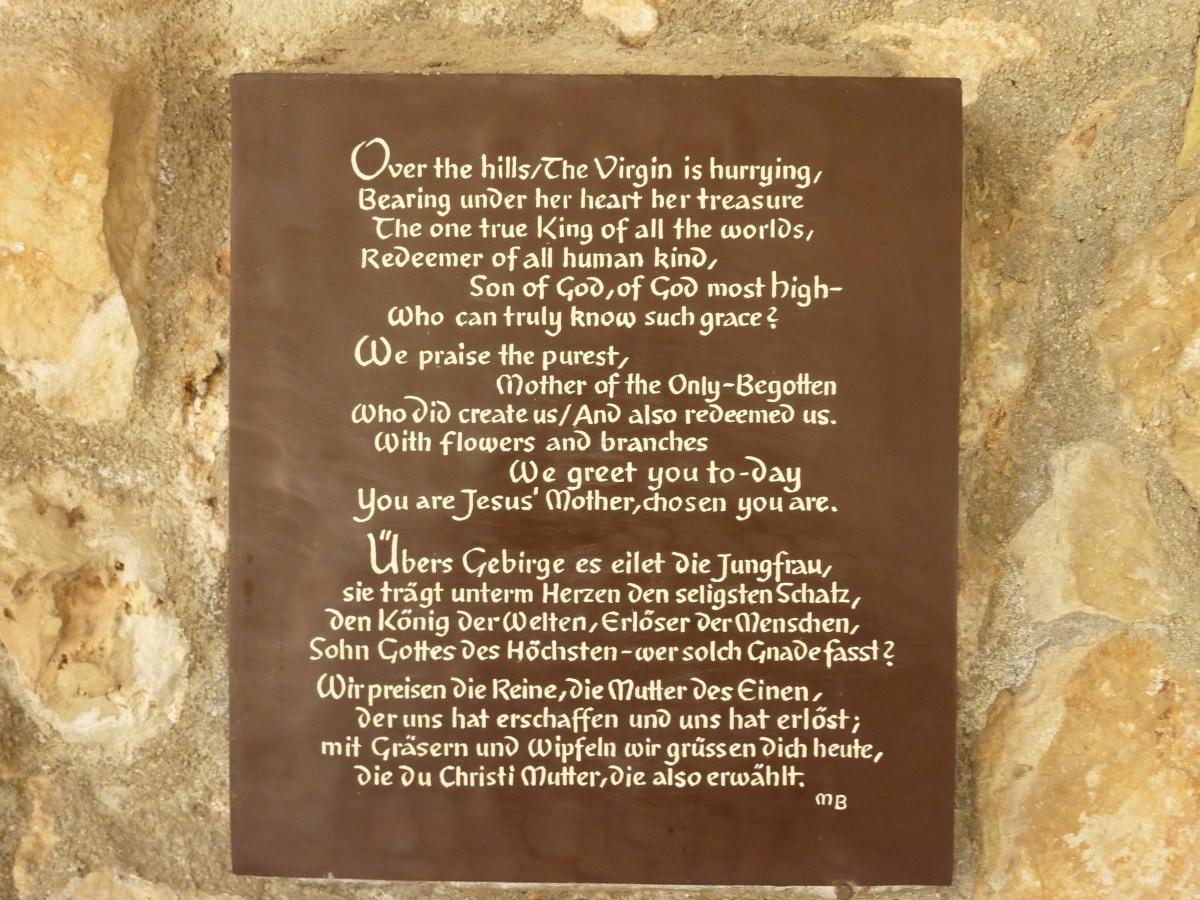 Over the hills/The Virgin is hurrying,
Bearing under her heart her treasure
The one true King of all the worlds,
Redeemer of all human kind,
Son of God, of God most high-
Who can truly know such grace?
We praise the purest,
Mother of the Only-Begotten
Who did create us/And also redeemed us.
With flowers and branches
We greet you to-day
You are Jesus' Mother, chosen you are.
Übers Gebirge es eilet die Jungfrau,
sie trägt unterm Herzen den seligsten Schatz,
den König der Welten, Erlöser der Menschen,
Sohn Gottes des Höchsten-wer solch Gnade fasst?
Wir preisen die Reine, die Mutter des Einen,
der uns hat erschaffen und uns hat erlöst;
mit Gräsern und Wipfeln wir grüssen dich heute,
die du Christi Mutter, die also erwählt.
MB